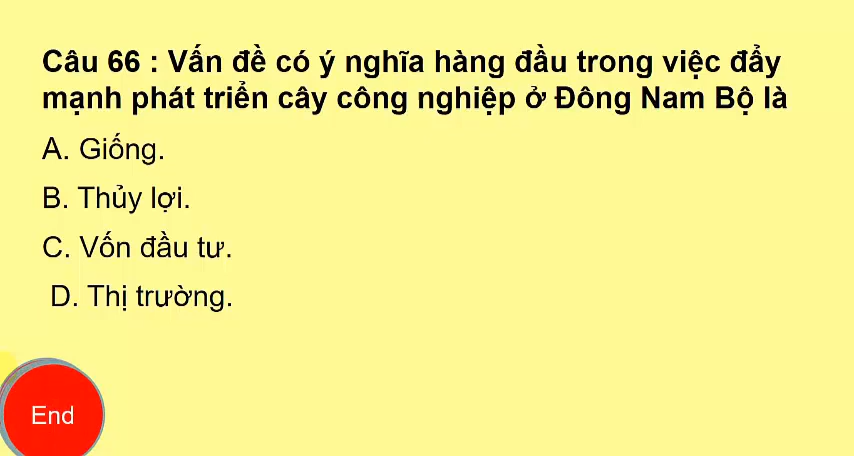 Câu 66 : Vấn đề có ý nghĩa hàng đầu trong việc đẩy
mạnh phát triển cây công nghiệp ở Đông Nam Bộ là
A. Giống.
B. Thủy lợi.
C. Vốn đầu tư.
D. Thị trường.
End